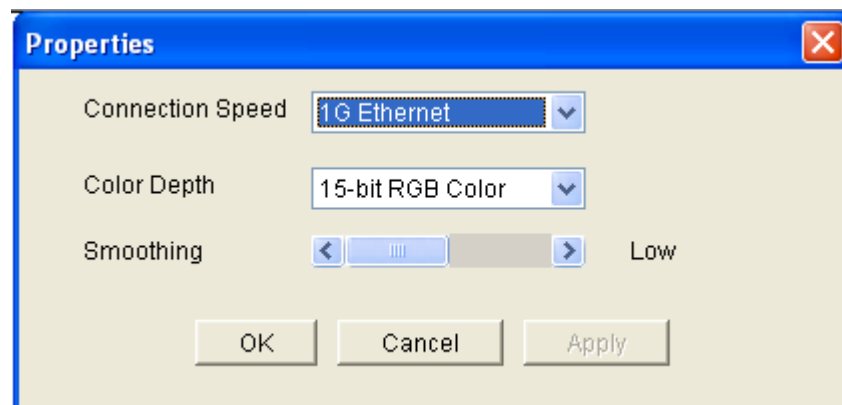 Properties
Connection Speed 1G Ethernet
Color Depth 15-bit RGB Color
Smoothing Low
OK Cancel Apply